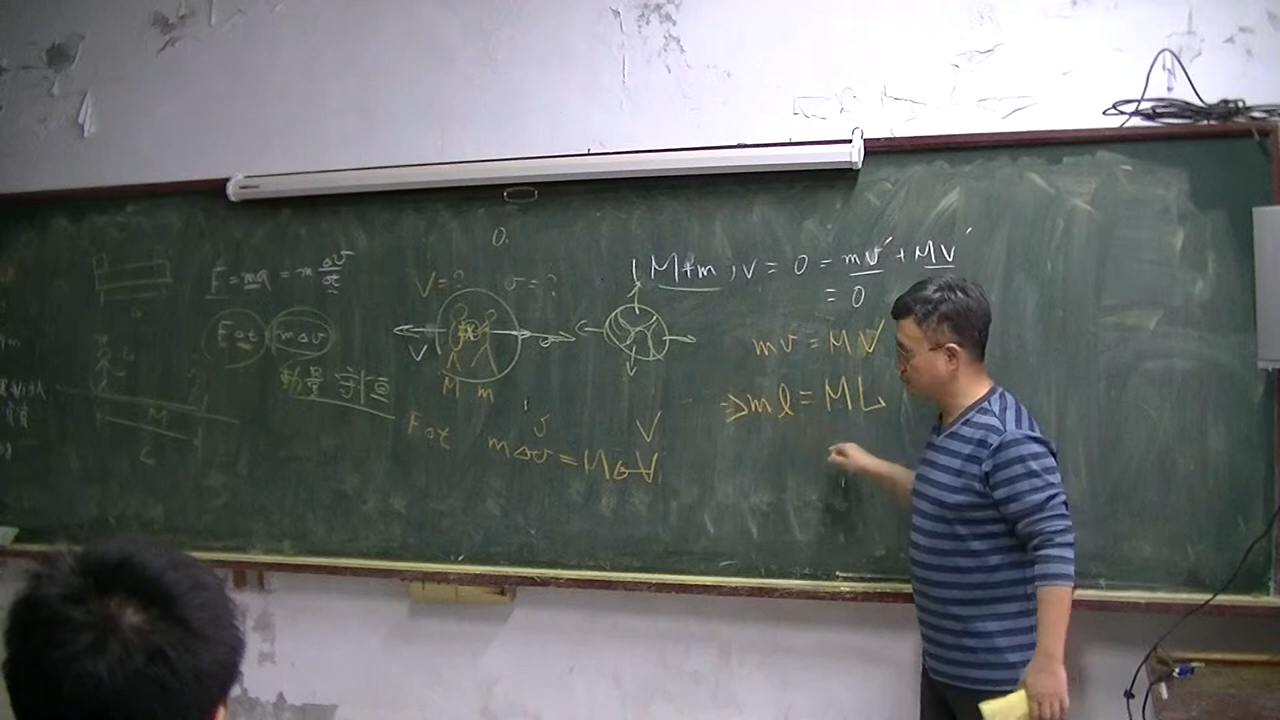 0.
F = ma = m Δv/Δt
(M+m)V = 0 = mv' + MV'
= 0
V = ? v = ?
FΔt mΔv
動量守恆
V v
M m
mv = MV
⇒ mℓ = ML
FΔt mΔv = MΔV
v V
M
L